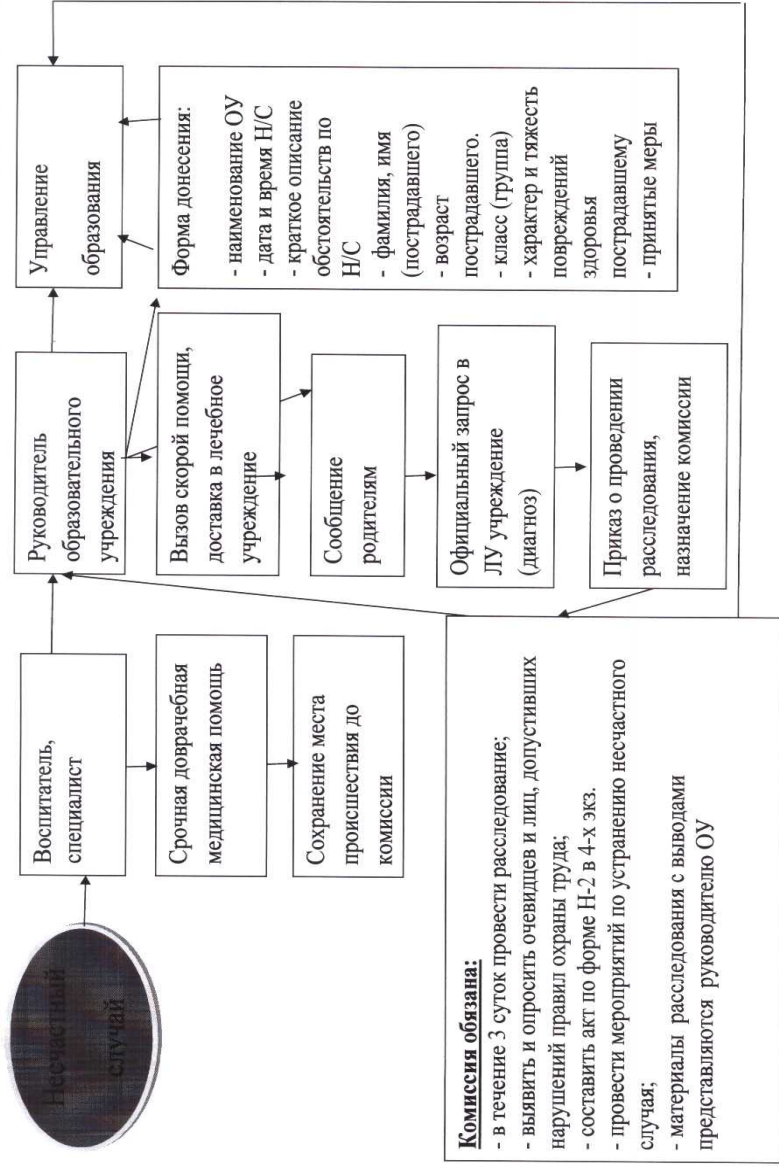 Несчастный
случай
Воспитатель,
специалист
Срочная доврачебная
медицинская помощь
Сохранение места
происшествия до
комиссии
Руководитель
образовательного
учреждения
Вызов скорой помощи,
доставка в лечебное
учреждение
Сообщение
родителям
Официальный запрос в
ЛУ учреждение
(диагноз)
Приказ о проведении
расследования,
назначение комиссии
Управление
образования
Форма донесения:
- наименование ОУ
- дата и время Н/С
- краткое описание
обстоятельств по
Н/С
- фамилия, имя
(пострадавшего)
- возраст
пострадавшего.
- класс (группа)
- характер и тяжесть
повреждений
здоровья
пострадавшему
- принятые меры
Комиссия обязана:
- в течение 3 суток провести расследование;
- выявить и опросить очевидцев и лиц, допустивших
нарушений правил охраны труда;
- составить акт по форме Н-2 в 4-х экз.
- провести мероприятий по устранению несчастного
случая;
- материалы расследования с выводами
представляются руководителю ОУ